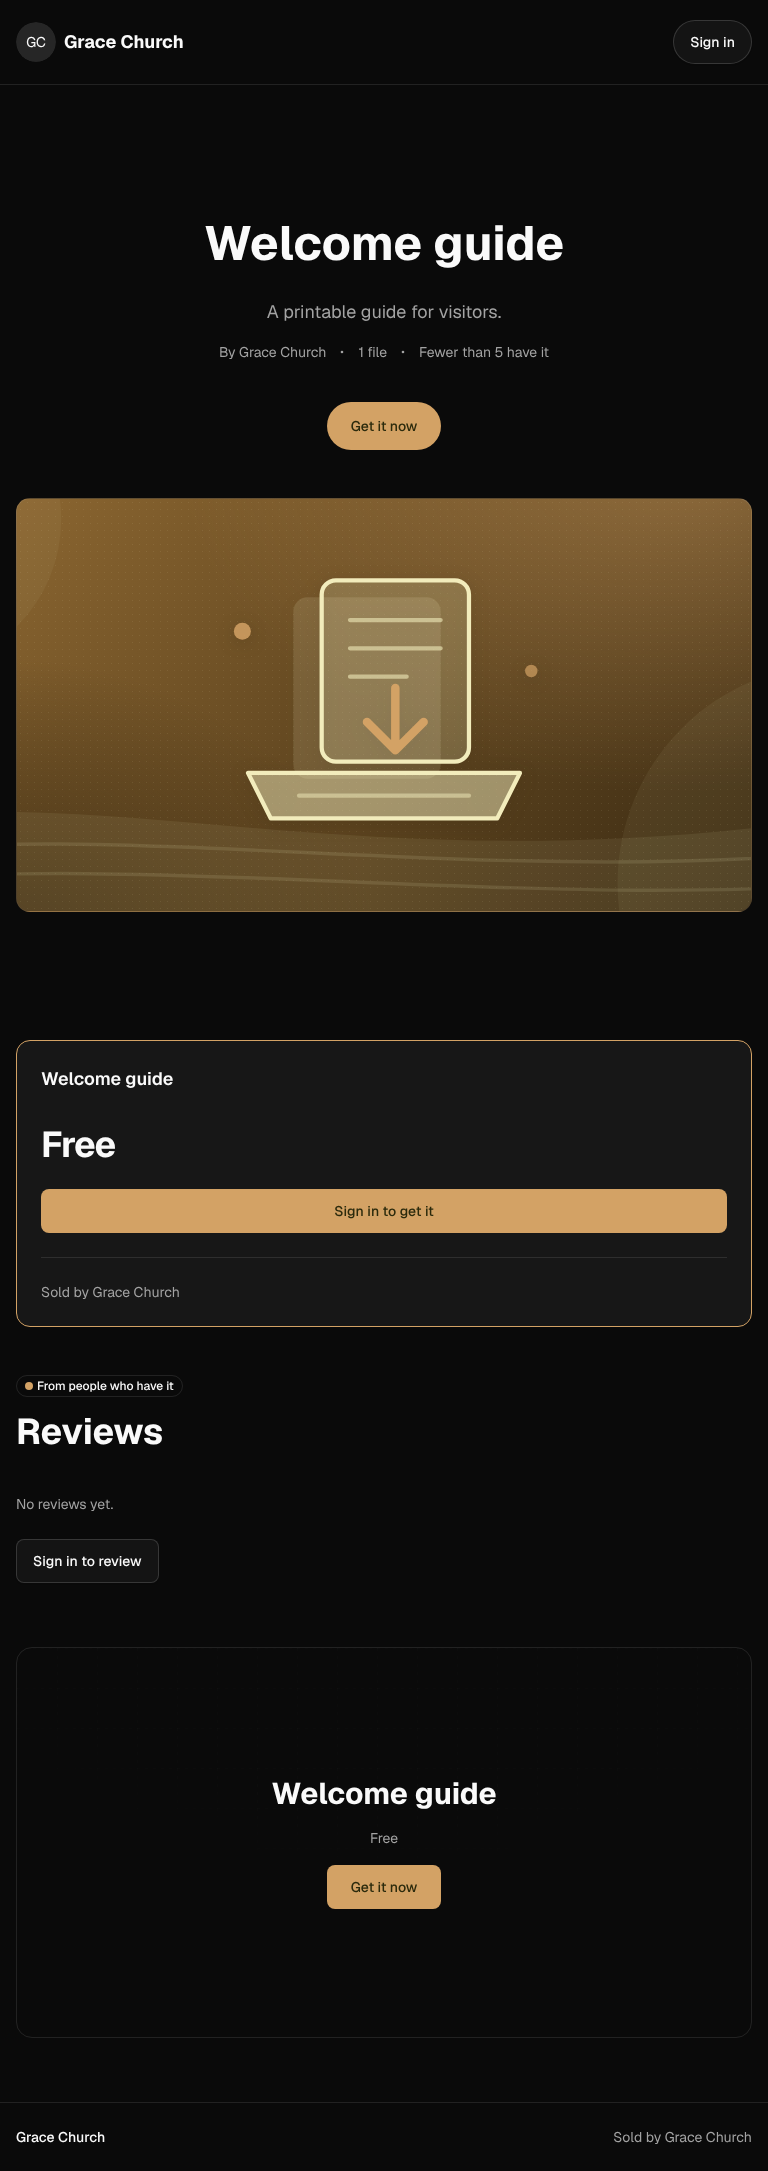 GC Grace Church
Sign in
Welcome guide
A printable guide for visitors.
By Grace Church • 1 file • Fewer than 5 have it
Get it now
Welcome guide
Free
Sign in to get it
Sold by Grace Church
From people who have it
Reviews
No reviews yet.
Sign in to review
Welcome guide
Free
Get it now
Grace Church
Sold by Grace Church